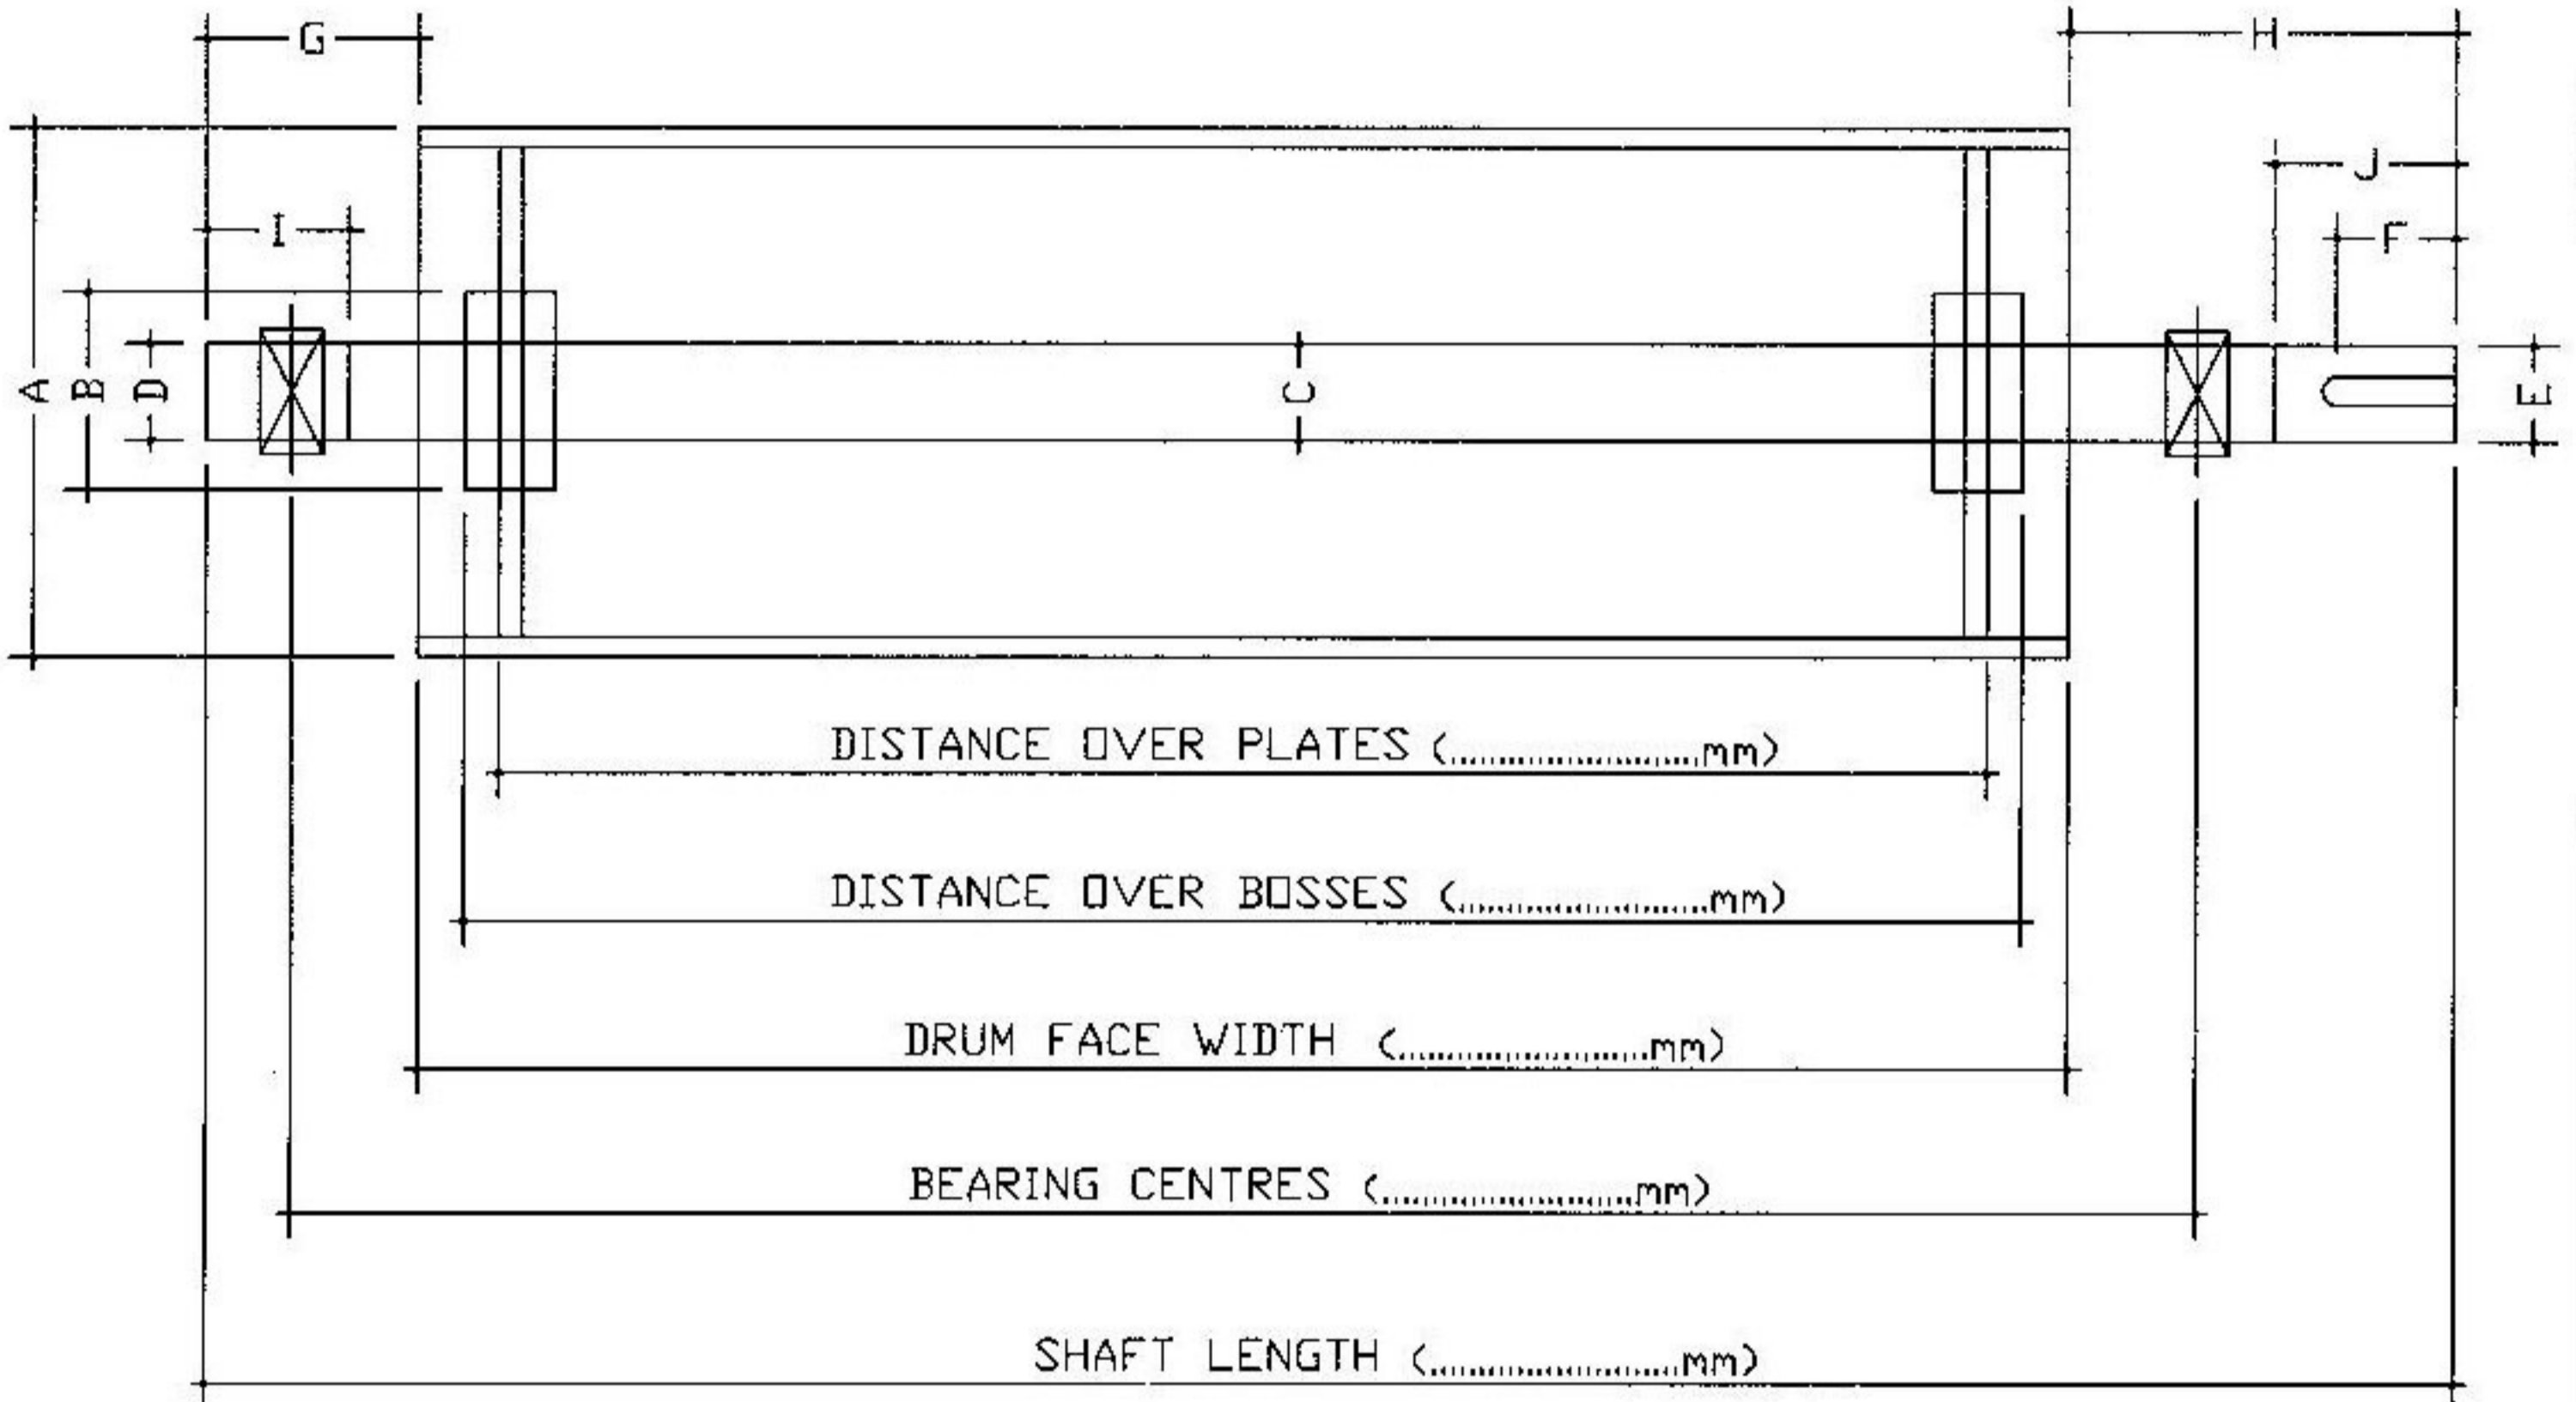 G
H
J
I
F
A
B
D
C
E
DISTANCE OVER PLATES (....................mm)
DISTANCE OVER BOSSES (....................mm)
DRUM FACE WIDTH (....................mm)
BEARING CENTRES (....................mm)
SHAFT LENGTH (....................mm)